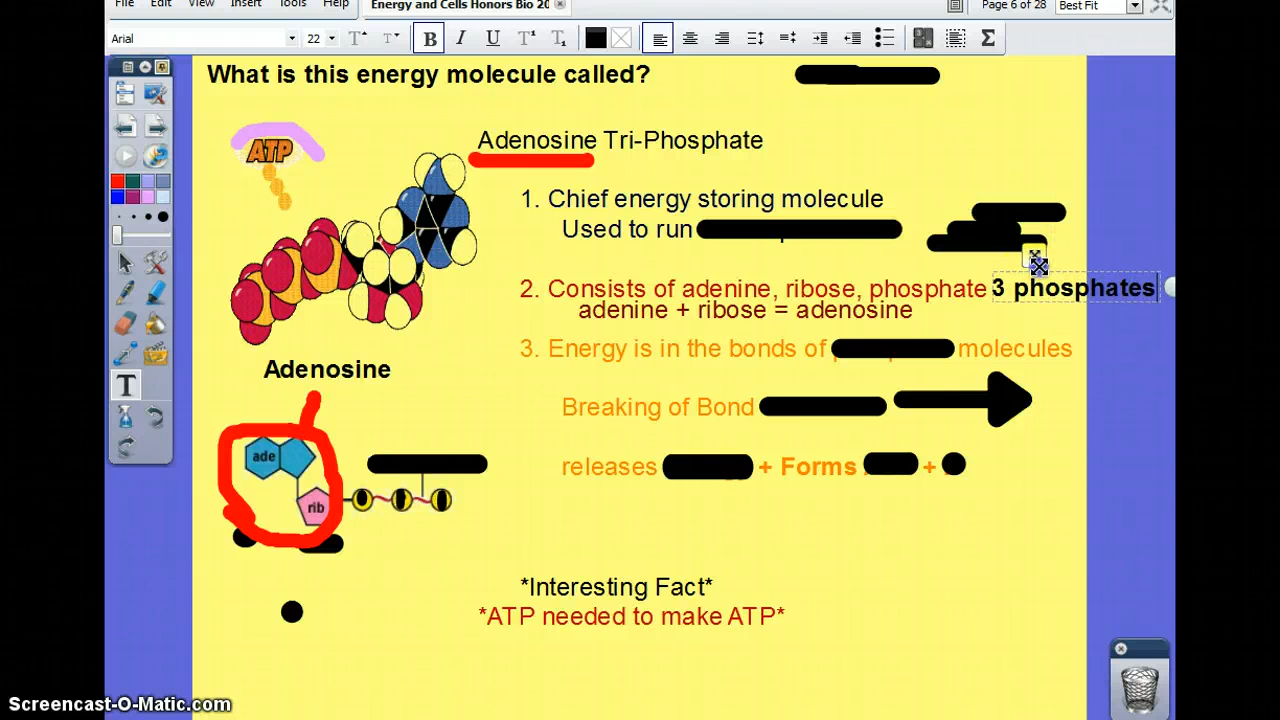 File Edit View Insert Tools Help Energy and Cells Honors Bio 20 Page 6 of 28 Best Fit
Arial 22 T T B I U T T Σ
What is this energy molecule called?
ATP
Adenosine Tri-Phosphate
1. Chief energy storing molecule
Used to run
2. Consists of adenine, ribose, phosphate 3 phosphates
adenine + ribose = adenosine
3. Energy is in the bonds of molecules
Adenosine
Breaking of Bond
ade
releases + Forms +
rib
*Interesting Fact*
*ATP needed to make ATP*
T
Screencast-O-Matic.com